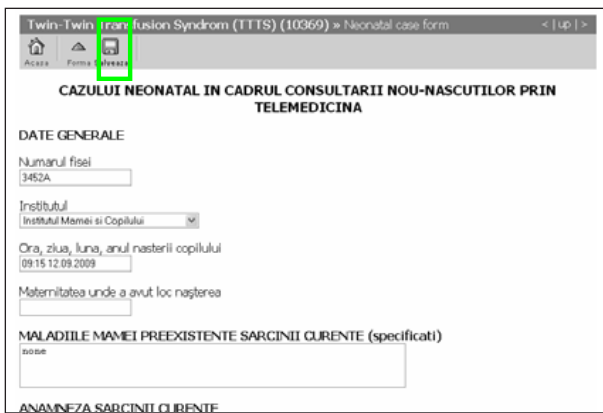 Twin-Twin Transfusion Syndrom (TTTS) (10369) » Neonatal case form < | up | >
Acasa Forma Salveaza
CAZULUI NEONATAL IN CADRUL CONSULTARII NOU-NASCUTILOR PRIN
TELEMEDICINA
DATE GENERALE
Numarul fisei
3452A
Institutul
Institutul Mamei si Copilului
Ora, ziua, luna, anul nasterii copilului
09:15 12.09.2009
Maternitatea unde a avut loc naşterea
MALADIILE MAMEI PREEXISTENTE SARCINII CURENTE (specificati)
none
ANAMNEZA SARCINII CURENTE